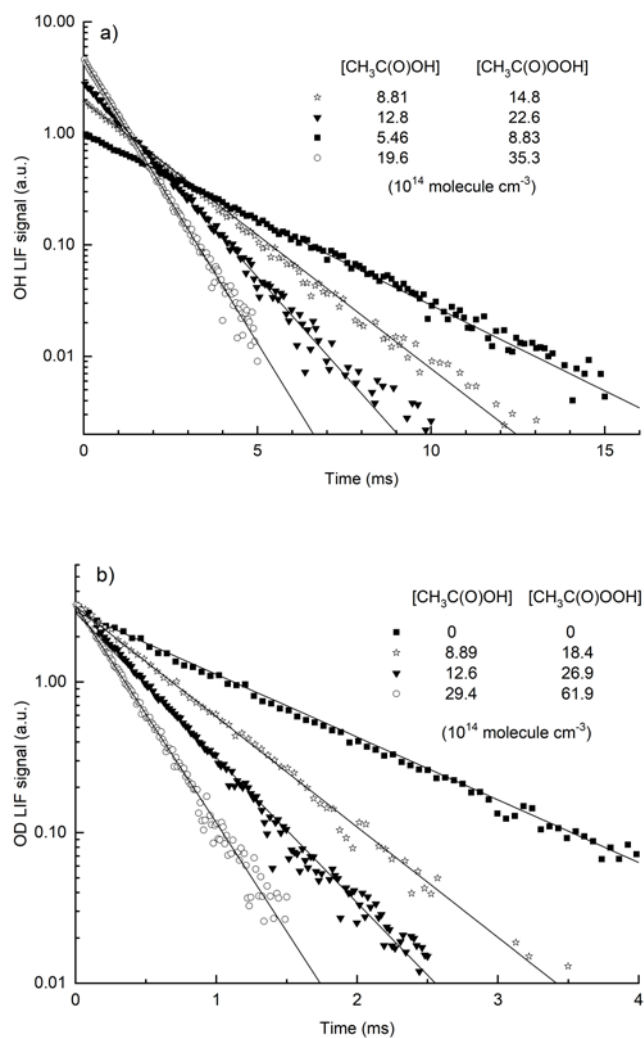 a)
10.00
1.00
0.10
0.01
OH LIF signal (a.u.)
[CH₃C(O)OH] [CH₃C(O)OOH]
☆ 8.81 14.8
▼ 12.8 22.6
■ 5.46 8.83
○ 19.6 35.3
(10¹⁴ molecule cm⁻³)
0 5 10 15
Time (ms)
b)
1.00
0.10
0.01
OD LIF signal (a.u.)
[CH₃C(O)OH] [CH₃C(O)OOH]
■ 0 0
☆ 8.89 18.4
▼ 12.6 26.9
○ 29.4 61.9
(10¹⁴ molecule cm⁻³)
0 1 2 3 4
Time (ms)